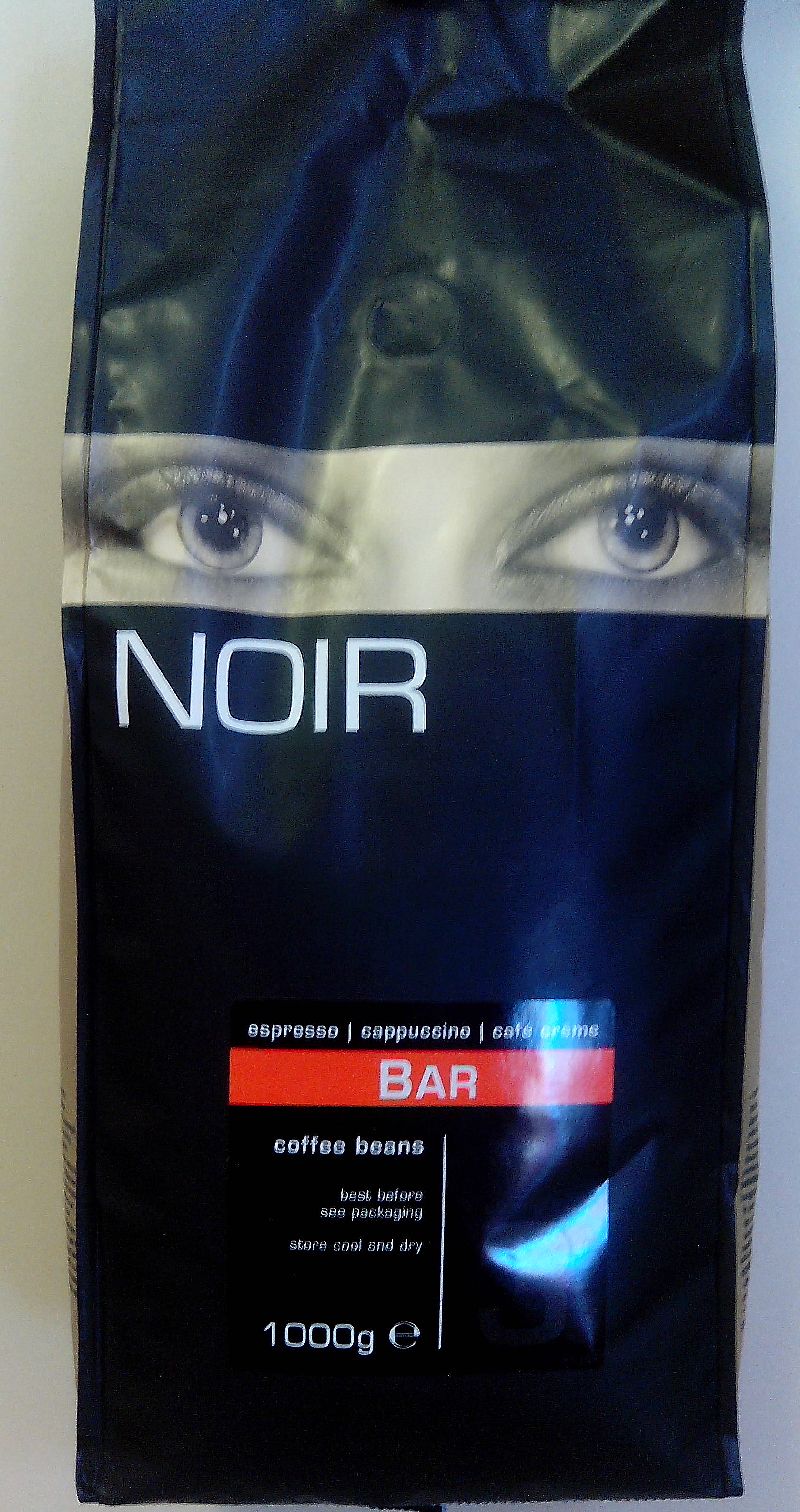 NOIR
espresso | cappuccino | cafe creme
BAR
coffee beans
best before
see packaging
store cool and dry
1000g ℮